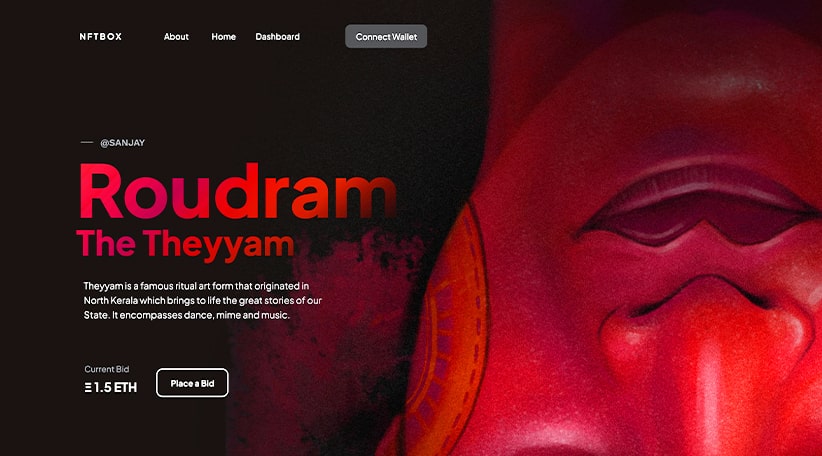 NFTBOX About Home Dashboard Connect Wallet
@SANJAY
Roudram
The Theyyam
Theyyam is a famous ritual art form that originated in
North Kerala which brings to life the great stories of our
State. It encompasses dance, mime and music.
Current Bid
Ξ 1.5 ETH
Place a Bid